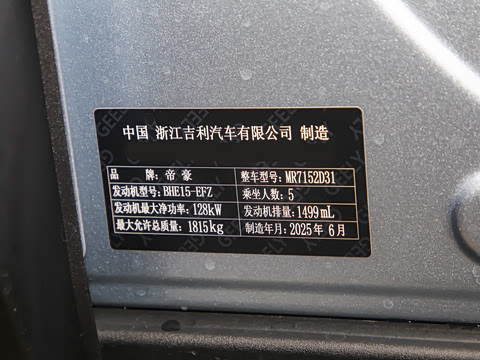 中国 浙江吉利汽车有限公司 制造
品 牌: 帝豪 整车型号: MR7152D31
发动机型号: BHE15-EFZ 乘坐人数: 5
发动机最大净功率: 128kW 发动机排量: 1499mL
最大允许总质量: 1815kg 制造年月: 2025年6月